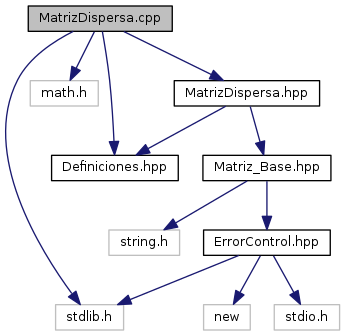 MatrizDispersa.cpp
math.h
MatrizDispersa.hpp
Definiciones.hpp
Matriz_Base.hpp
string.h
ErrorControl.hpp
stdlib.h
new
stdio.h